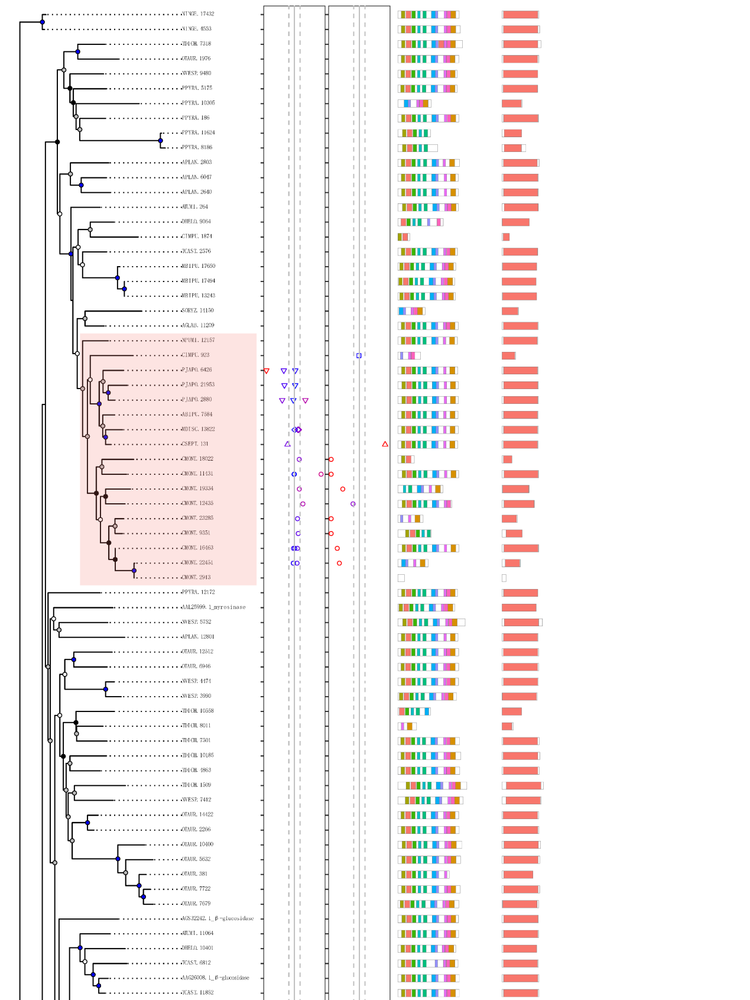 NINGE.17432
NINGE.4553
TDICH.7318
OTAUR.1976
NVESP.9480
PPYRA.5175
PPYRA.10305
PPYRA.186
PPYRA.11624
PPYRA.8186
APLAN.2803
APLAN.6047
APLAN.2640
ATUMI.264
DHELO.9064
CIMPU.1874
TCAST.2576
MBIPU.17650
MBIPU.17494
MBIPU.13243
SORYZ.14150
AGLAB.11209
NPUMI.12157
CIMPU.923
PJAPO.6426
PJAPO.21953
PJAPO.2880
ABIPU.7584
MDISC.13822
CSEPT.131
CMONT.18022
CMONT.11431
CMONT.19334
CMONT.12435
CMONT.23285
CMONT.9351
CMONT.16463
CMONT.22451
CMONT.2913
PPYRA.12172
AAL25999.1_myrosinase
NVESP.5752
APLAN.12801
OTAUR.12512
OTAUR.6946
NVESP.4474
NVESP.3990
TDICH.10558
TDICH.8011
TDICH.7501
TDICH.10185
TDICH.4863
TDICH.1509
NVESP.7412
OTAUR.14422
OTAUR.2266
OTAUR.10400
OTAUR.5632
OTAUR.381
OTAUR.7722
OTAUR.7679
AGS32242.1_β-glucosidase
ATUMI.11064
DHELO.10401
TCAST.6812
AAG26008.1_β-glucosidase
TCAST.11852